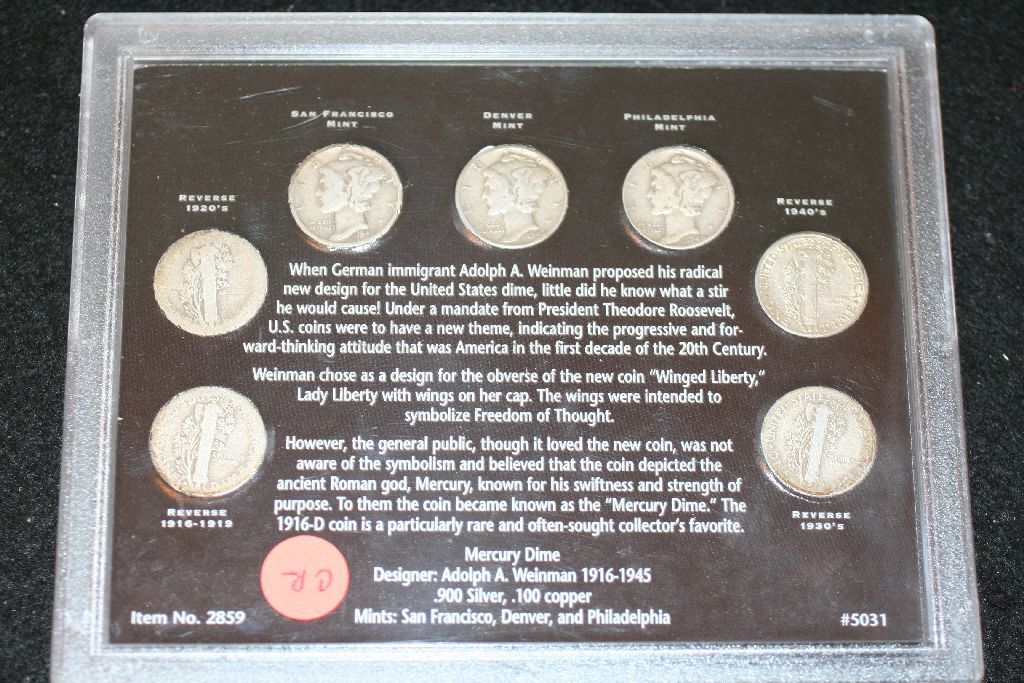 SAN FRANCISCO
MINT
DENVER
MINT
PHILADELPHIA
MINT
REVERSE
1920'S
REVERSE
1940'S
When German immigrant Adolph A. Weinman proposed his radical
new design for the United States dime, little did he know what a stir
he would cause! Under a mandate from President Theodore Roosevelt,
U.S. coins were to have a new theme, indicating the progressive and for-
ward-thinking attitude that was America in the first decade of the 20th Century.
Weinman chose as a design for the obverse of the new coin “Winged Liberty,”
Lady Liberty with wings on her cap. The wings were intended to
symbolize Freedom of Thought.
However, the general public, though it loved the new coin, was not
aware of the symbolism and believed that the coin depicted the
ancient Roman god, Mercury, known for his swiftness and strength of
purpose. To them the coin became known as the “Mercury Dime.” The
1916-D coin is a particularly rare and often-sought collector’s favorite.
REVERSE
1916-1919
REVERSE
1930'S
Mercury Dime
Designer: Adolph A. Weinman 1916-1945
.900 Silver, .100 copper
Mints: San Francisco, Denver, and Philadelphia
Item No. 2859
#5031